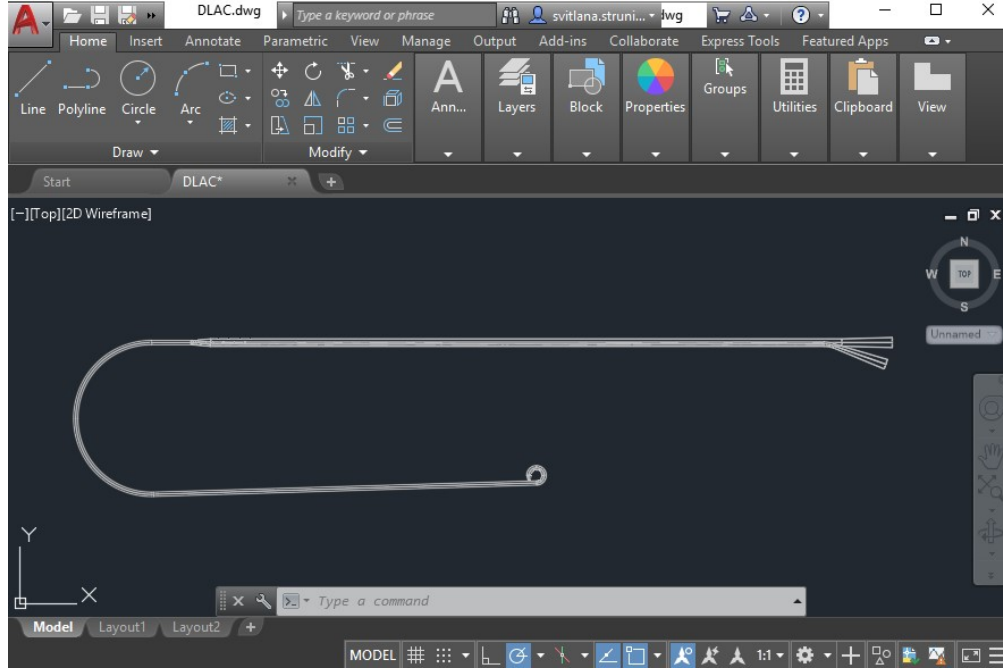 A DLAC.dwg Type a keyword or phrase svitlana.struni... dwg ?
Home Insert Annotate Parametric View Manage Output Add-ins Collaborate Express Tools Featured Apps
Line Polyline Circle Arc A Ann... Layers Block Properties Groups Utilities Clipboard View
Draw Modify
Start DLAC* +
[−][Top][2D Wireframe]
N
W TOP E
S
Unnamed
Y
X
Type a command
Model Layout1 Layout2 +
MODEL 1:1